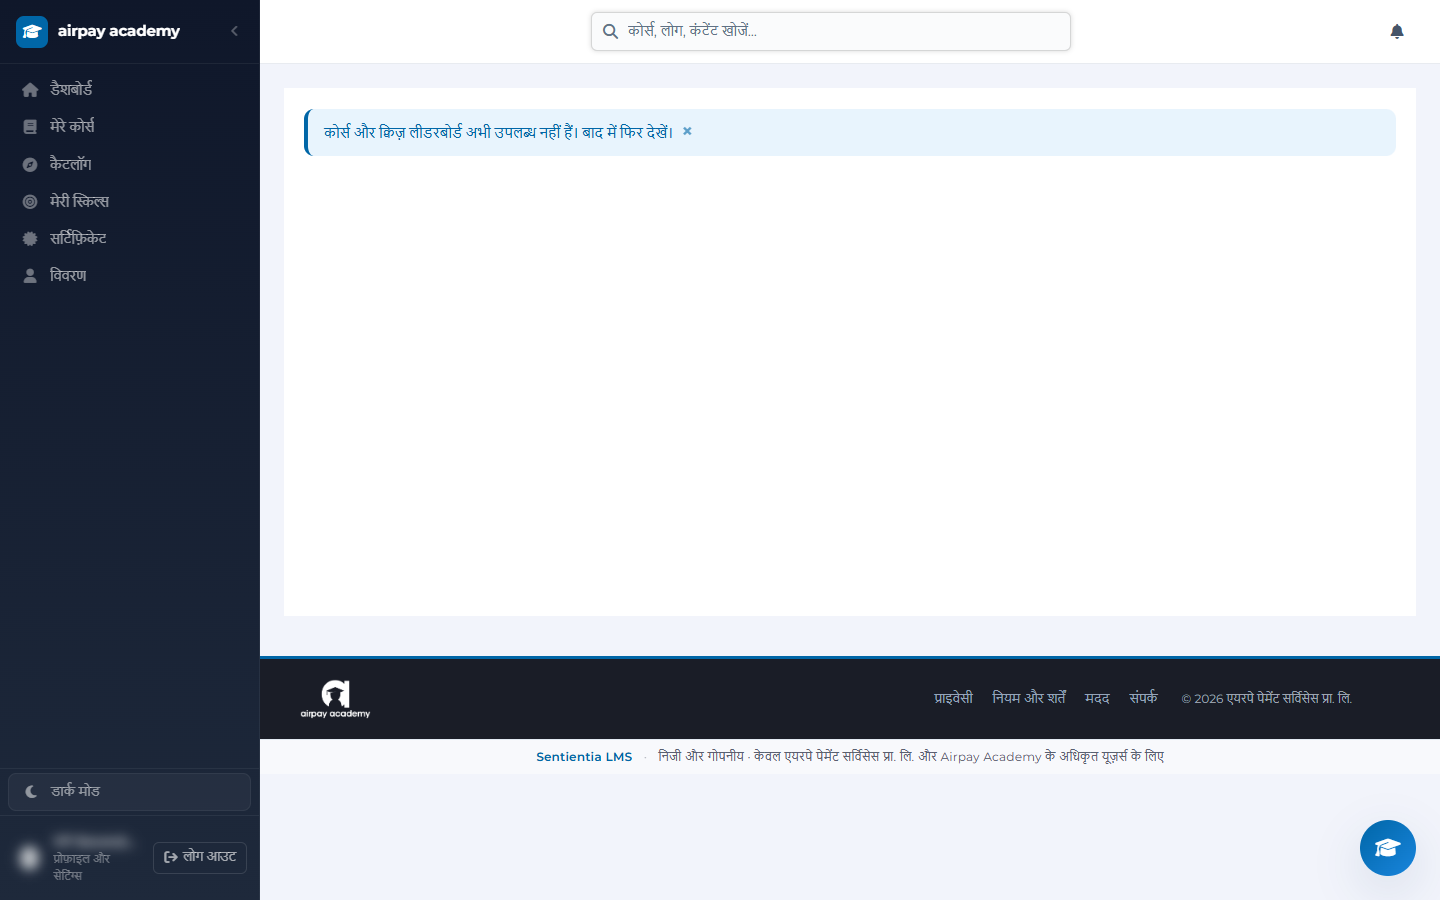 airpay academy
कोर्स, लोग, कंटेंट खोजें...
डैशबोर्ड
मेरे कोर्स
कैटलॉग
मेरी स्किल्स
सर्टिफ़िकेट
विवरण
कोर्स और क्विज़ लीडरबोर्ड अभी उपलब्ध नहीं हैं। बाद में फिर देखें। ×
airpay academy
प्राइवेसी नियम और शर्तें मदद संपर्क © 2026 एयरपे पेमेंट सर्विसेस प्रा. लि.
Sentientia LMS · निजी और गोपनीय · केवल एयरपे पेमेंट सर्विसेस प्रा. लि. और Airpay Academy के अधिकृत यूज़र्स के लिए
डार्क मोड
प्रोफ़ाइल और
सेटिंग्स
लोग आउट